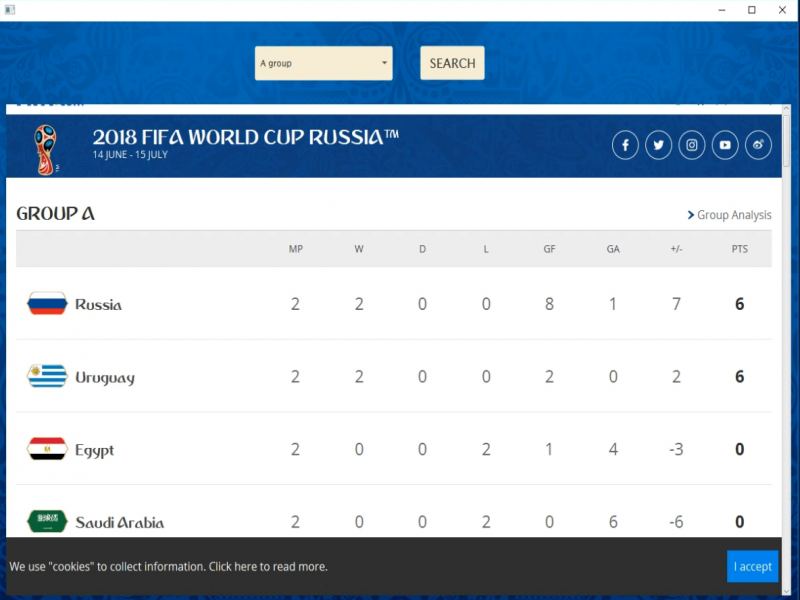 A group
SEARCH
2018 FIFA WORLD CUP RUSSIA™
14 JUNE - 15 JULY
GROUP A
Group Analysis
MP W D L GF GA +/- PTS
Russia 2 2 0 0 8 1 7 6
Uruguay 2 2 0 0 2 0 2 6
Egypt 2 0 0 2 1 4 -3 0
Saudi Arabia 2 0 0 2 0 6 -6 0
We use "cookies" to collect information. Click here to read more.
I accept